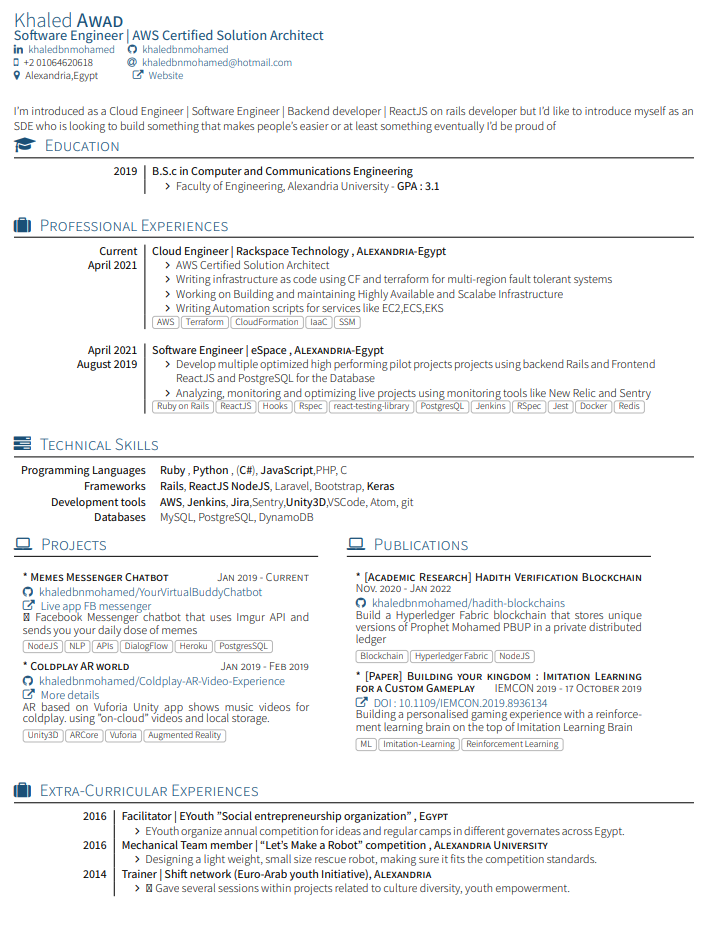 Khaled AWAD
Software Engineer | AWS Certified Solution Architect
khaledbnmohamed khaledbnmohamed
+2 01064620618 khaledbnmohamed@hotmail.com
Alexandria,Egypt Website
I'm introduced as a Cloud Engineer | Software Engineer | Backend developer | ReactJS on rails developer but I'd like to introduce myself as an
SDE who is looking to build something that makes people's easier or at least something eventually I'd be proud of
EDUCATION
2019 B.S.c in Computer and Communications Engineering
Faculty of Engineering, Alexandria University - GPA : 3.1
PROFESSIONAL EXPERIENCES
Current Cloud Engineer | Rackspace Technology , ALEXANDRIA-Egypt
April 2021 AWS Certified Solution Architect
Writing infrastructure as code using CF and terraform for multi-region fault tolerant systems
Working on Building and maintaining Highly Available and Scalabe Infrastructure
Writing Automation scripts for services like EC2,ECS,EKS
AWS Terraform CloudFormation IaaC SSM
April 2021 Software Engineer | eSpace , ALEXANDRIA-Egypt
August 2019 Develop multiple optimized high performing pilot projects projects using backend Rails and Frontend
ReactJS and PostgreSQL for the Database
Analyzing, monitoring and optimizing live projects using monitoring tools like New Relic and Sentry
Ruby on Rails ReactJS Hooks Rspec react-testing-library PostgresQL Jenkins RSpec Jest Docker Redis
TECHNICAL SKILLS
Programming Languages Ruby , Python , (C#), JavaScript,PHP, C
Frameworks Rails, ReactJS NodeJS, Laravel, Bootstrap, Keras
Development tools AWS, Jenkins, Jira,Sentry,Unity3D,VSCode, Atom, git
Databases MySQL, PostgreSQL, DynamoDB
PROJECTS
* MEMES MESSENGER CHATBOT JAN 2019 - CURRENT
khaledbnmohamed/YourVirtualBuddyChatbot
Live app FB messenger
Facebook Messenger chatbot that uses Imgur API and
sends you your daily dose of memes
NodeJS NLP APIs DialogFlow Heroku PostgresSQL
* COLDPLAY AR WORLD JAN 2019 - FEB 2019
khaledbnmohamed/Coldplay-AR-Video-Experience
More details
AR based on Vuforia Unity app shows music videos for
coldplay. using "on-cloud" videos and local storage.
Unity3D ARCore Vuforia Augmented Reality
PUBLICATIONS
* [ACADEMIC RESEARCH] HADITH VERIFICATION BLOCKCHAIN
NOV. 2020 - JAN 2022
khaledbnmohamed/hadith-blockchains
Build a Hyperledger Fabric blockchain that stores unique
versions of Prophet Mohamed PBUP in a private distributed
ledger
Blockchain Hyperledger Fabric NodeJS
* [PAPER] BUILDING YOUR KINGDOM : IMITATION LEARNING
FOR A CUSTOM GAMEPLAY IEMCON 2019 - 17 OCTOBER 2019
DOI : 10.1109/IEMCON.2019.8936134
Building a personalised gaming experience with a reinforce-
ment learning brain on the top of Imitation Learning Brain
ML Imitation-Learning Reinforcement Learning
EXTRA-CURRICULAR EXPERIENCES
2016 Facilitator | EYouth "Social entrepreneurship organization" , EGYPT
EYouth organize annual competition for ideas and regular camps in different governates across Egypt.
2016 Mechanical Team member | "Let's Make a Robot" competition , ALEXANDRIA UNIVERSITY
Designing a light weight, small size rescue robot, making sure it fits the competition standards.
2014 Trainer | Shift network (Euro-Arab youth Initiative), ALEXANDRIA
Gave several sessions within projects related to culture diversity, youth empowerment.